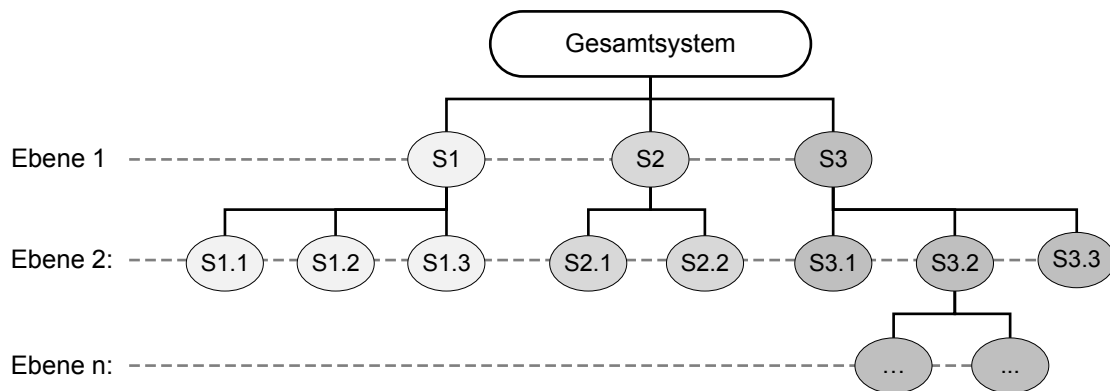 Gesamtsystem
Ebene 1 S1 S2 S3
Ebene 2: S1.1 S1.2 S1.3 S2.1 S2.2 S3.1 S3.2 S3.3
Ebene n: … ...